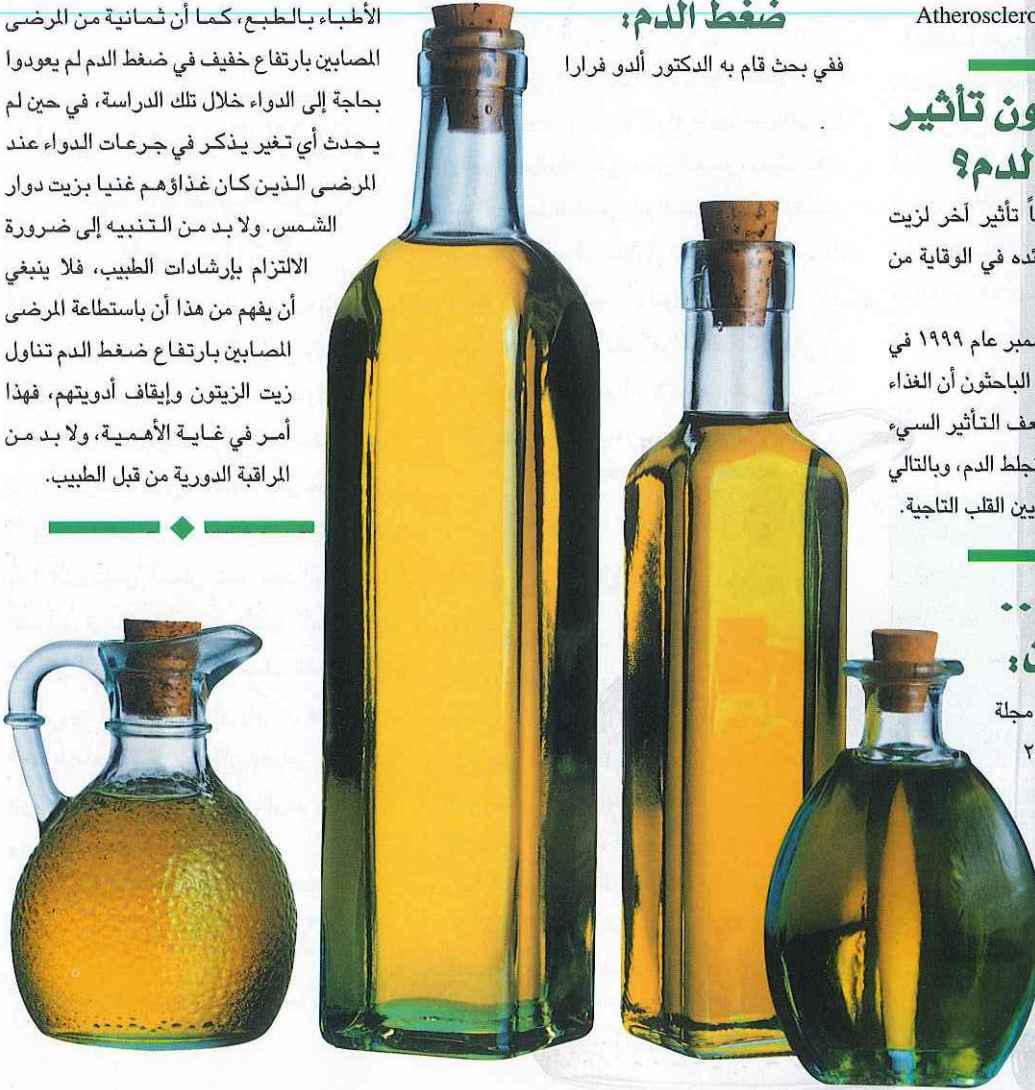 Atherosclero
ون تأثير
الدم؟
اً تأثير آخر لزيت
ئده في الوقاية من
سمبر عام ١٩٩٩ في
الباحثون أن الغذاء
عف التأثير السيء
تجلط الدم، وبالتالي
يين القلب التاجية.
..
ن:
مجلة
٢
ضغط الدم:
ففي بحث قام به الدكتور ألدو فرارا
الأطباء بالطبع، كما أن ثمانية من المرضى
المصابين بارتفاع خفيف في ضغط الدم لم يعودوا
بحاجة إلى الدواء خلال تلك الدراسة، في حين لم
يحدث أي تغير يذكر في جرعات الدواء عند
المرضى الذين كان غذاؤهم غنيا بزيت دوار
الشمس. ولا بد من التنبيه إلى ضرورة
الالتزام بإرشادات الطبيب، فلا ينبغي
أن يفهم من هذا أن باستطاعة المرضى
المصابين بارتفاع ضغط الدم تناول
زيت الزيتون وإيقاف أدويتهم، فهذا
أمر في غاية الأهمية، ولا بد من
المراقبة الدورية من قبل الطبيب.